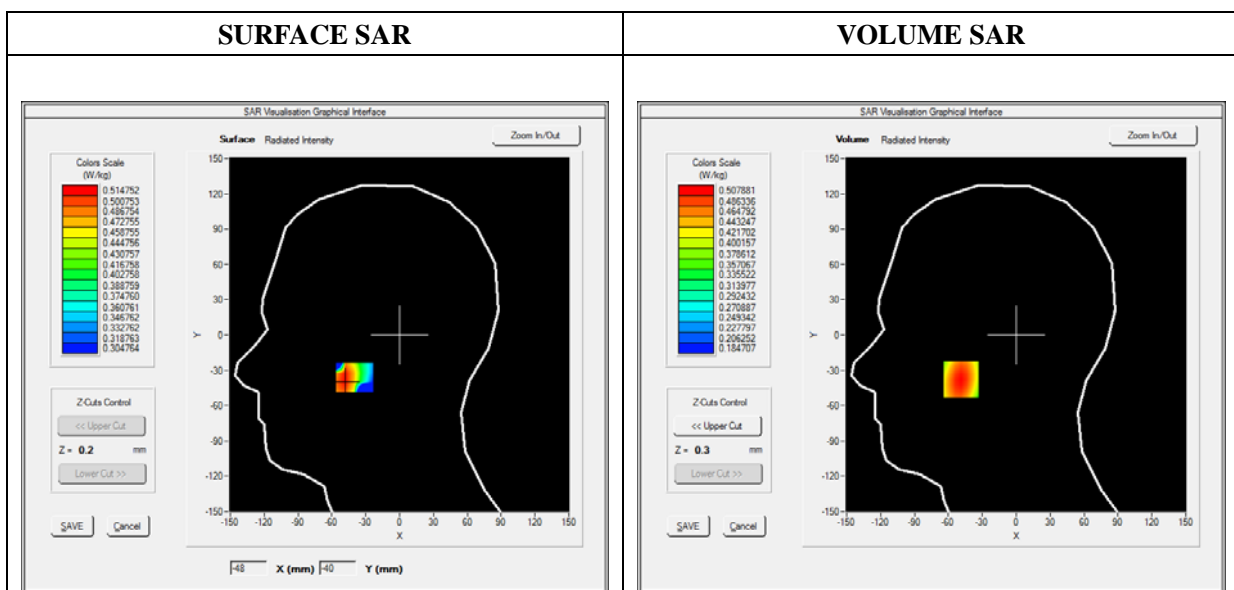 SURFACE SAR
SAR Visualisation Graphical Interface
Surface Radiated Intensity
Zoom In/Out
Colors Scale
(W/kg)
0.514752
0.500753
0.486754
0.472755
0.458755
0.444756
0.430757
0.416758
0.402758
0.388759
0.374760
0.360761
0.346762
0.332762
0.318763
0.304764
Z-Cuts Control
<< Upper Cut
Z = 0.2 mm
Lower Cut >>
SAVE Cancel
150
120
90
60
30
0
-30
-60
-90
-120
-150
Y
-150 -120 -90 -60 -30 0 30 60 90 120 150
X
-48 X (mm) -40 Y (mm)
VOLUME SAR
SAR Visualisation Graphical Interface
Volume Radiated Intensity
Zoom In/Out
Colors Scale
(W/kg)
0.507881
0.486336
0.464792
0.443247
0.421702
0.400157
0.378612
0.357067
0.335522
0.313977
0.292432
0.270887
0.249342
0.227797
0.206252
0.184707
Z-Cuts Control
<< Upper Cut
Z = 0.3 mm
Lower Cut >>
SAVE Cancel
150
120
90
60
30
0
-30
-60
-90
-120
-150
Y
-150 -120 -90 -60 -30 0 30 60 90 120 150
X